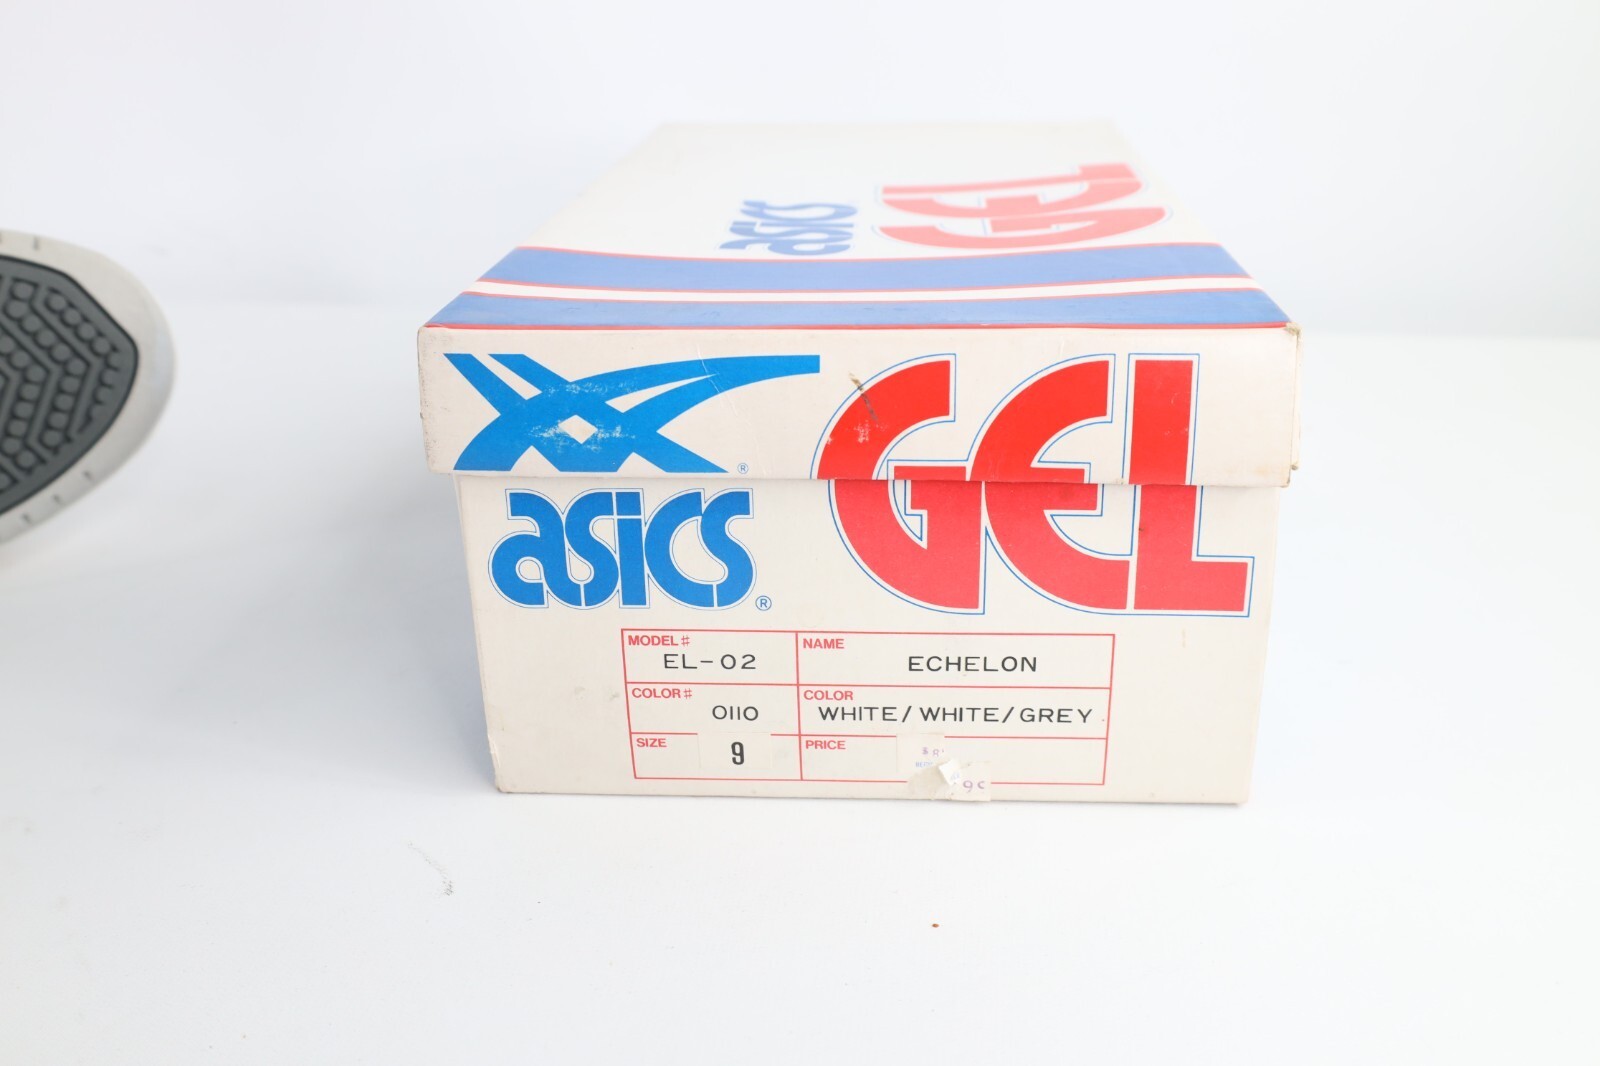 asics GEL
GEL
asics®
MODEL# EL-02 NAME ECHELON
COLOR# 0110 COLOR WHITE/WHITE/GREY
SIZE 9 PRICE